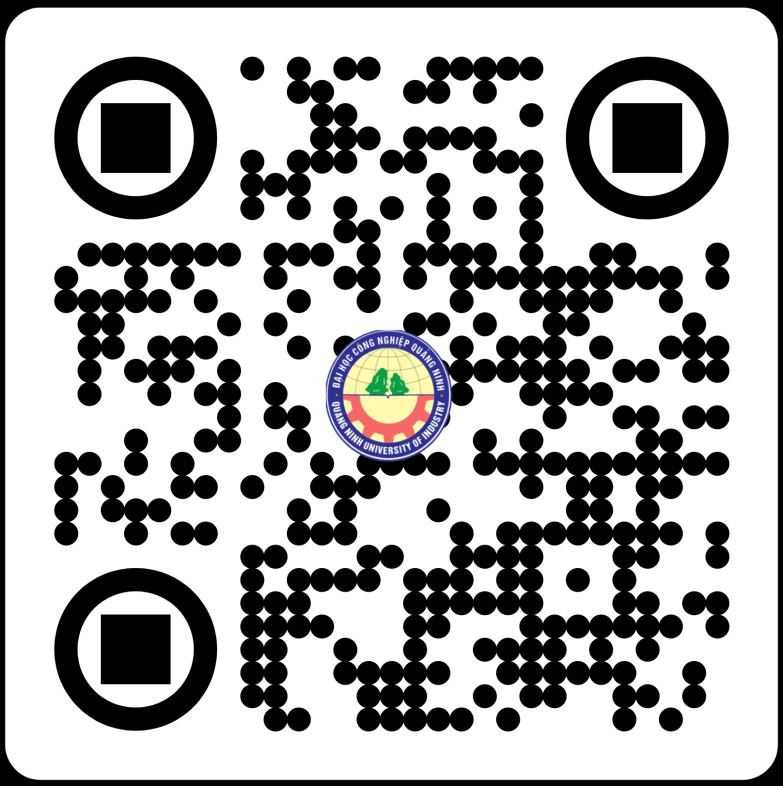 ĐẠI HỌC CÔNG NGHIỆP QUẢNG NINH
QUANG NINH UNIVERSITY OF INDUSTRY